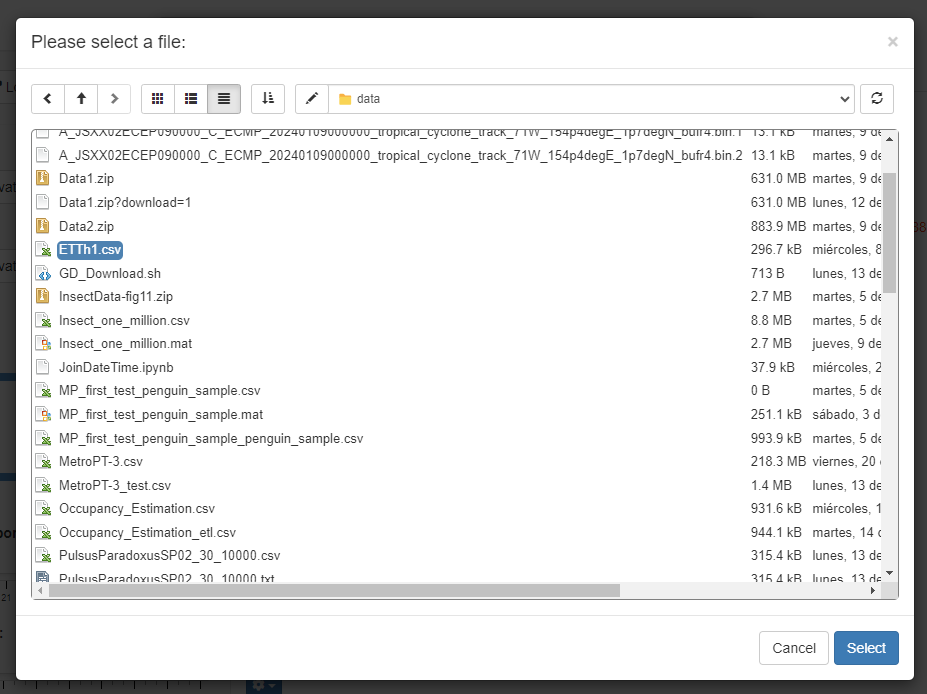 Please select a file:
×
data
A_JSXX02ECEP090000_C_ECMP_20240109000000_tropical_cyclone_track_71W_154p4degE_1p7degN_bufr4.bin.1 13.1 kB martes, 9 de
A_JSXX02ECEP090000_C_ECMP_20240109000000_tropical_cyclone_track_71W_154p4degE_1p7degN_bufr4.bin.2 13.1 kB martes, 9 de
Data1.zip 631.0 MB martes, 9 de
Data1.zip?download=1 631.0 MB lunes, 12 de
Data2.zip 883.9 MB martes, 9 de
ETTh1.csv 296.7 kB miércoles, 8
GD_Download.sh 713 B lunes, 13 de
InsectData-fig11.zip 2.7 MB martes, 5 de
Insect_one_million.csv 8.8 MB martes, 5 de
Insect_one_million.mat 2.7 MB jueves, 9 de
JoinDateTime.ipynb 37.9 kB miércoles, 2
MP_first_test_penguin_sample.csv 0 B martes, 5 de
MP_first_test_penguin_sample.mat 251.1 kB sábado, 3 d
MP_first_test_penguin_sample_penguin_sample.csv 993.9 kB martes, 5 de
MetroPT-3.csv 218.3 MB viernes, 20
MetroPT-3_test.csv 1.4 MB lunes, 13 de
Occupancy_Estimation.csv 931.6 kB miércoles, 1
Occupancy_Estimation_etl.csv 944.1 kB martes, 14 d
PulsusParadoxusSP02_30_10000.csv 315.4 kB lunes, 13 de
PulsusParadoxusSP02_30_10000.txt 315.4 kB lunes, 13 de
Cancel Select